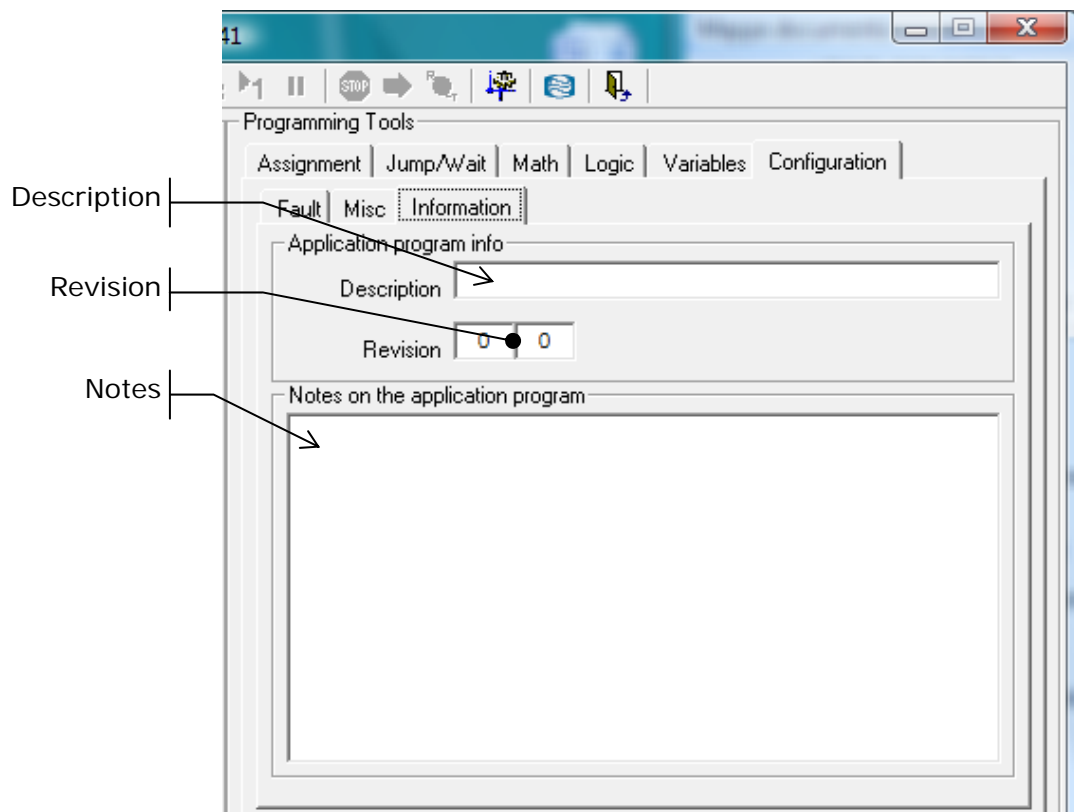 41
STOP
R
T
Programming Tools
Assignment Jump/Wait Math Logic Variables Configuration
Description
Fault Misc Information
Application program info
Description
Revision
Revision 0 0
Notes
Notes on the application program